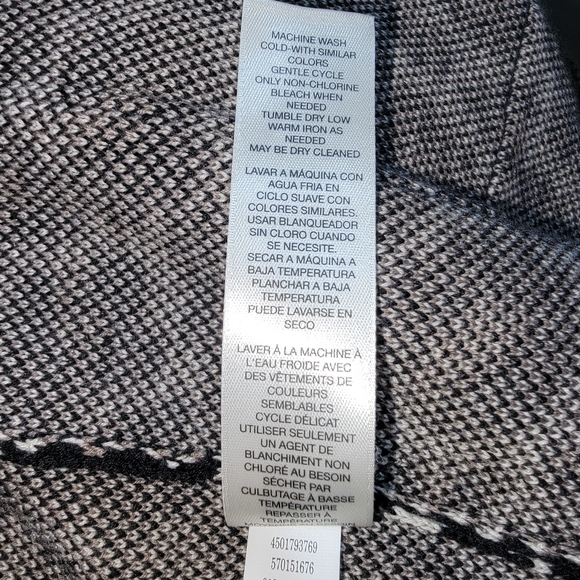 MACHINE WASH
COLD-WITH SIMILAR
COLORS
GENTLE CYCLE
ONLY NON-CHLORINE
BLEACH WHEN
NEEDED
TUMBLE DRY LOW
WARM IRON AS
NEEDED
MAY BE DRY CLEANED
LAVAR A MÁQUINA CON
AGUA FRIA EN
CICLO SUAVE CON
COLORES SIMILARES.
USAR BLANQUEADOR
SIN CLORO CUANDO
SE NECESITE.
SECAR A MÁQUINA A
BAJA TEMPERATURA
PLANCHAR A BAJA
TEMPERATURA
PUEDE LAVARSE EN
SECO
LAVER À LA MACHINE À
L'EAU FROIDE AVEC
DES VÊTEMENTS DE
COULEURS
SEMBLABLES
CYCLE DÉLICAT
UTILISER SEULEMENT
UN AGENT DE
BLANCHIMENT NON
CHLORÉ AU BESOIN
SÉCHER PAR
CULBUTAGE À BASSE
TEMPÉRATURE
REPASSER À
TEMPÉRATURE
4501793769
570151676